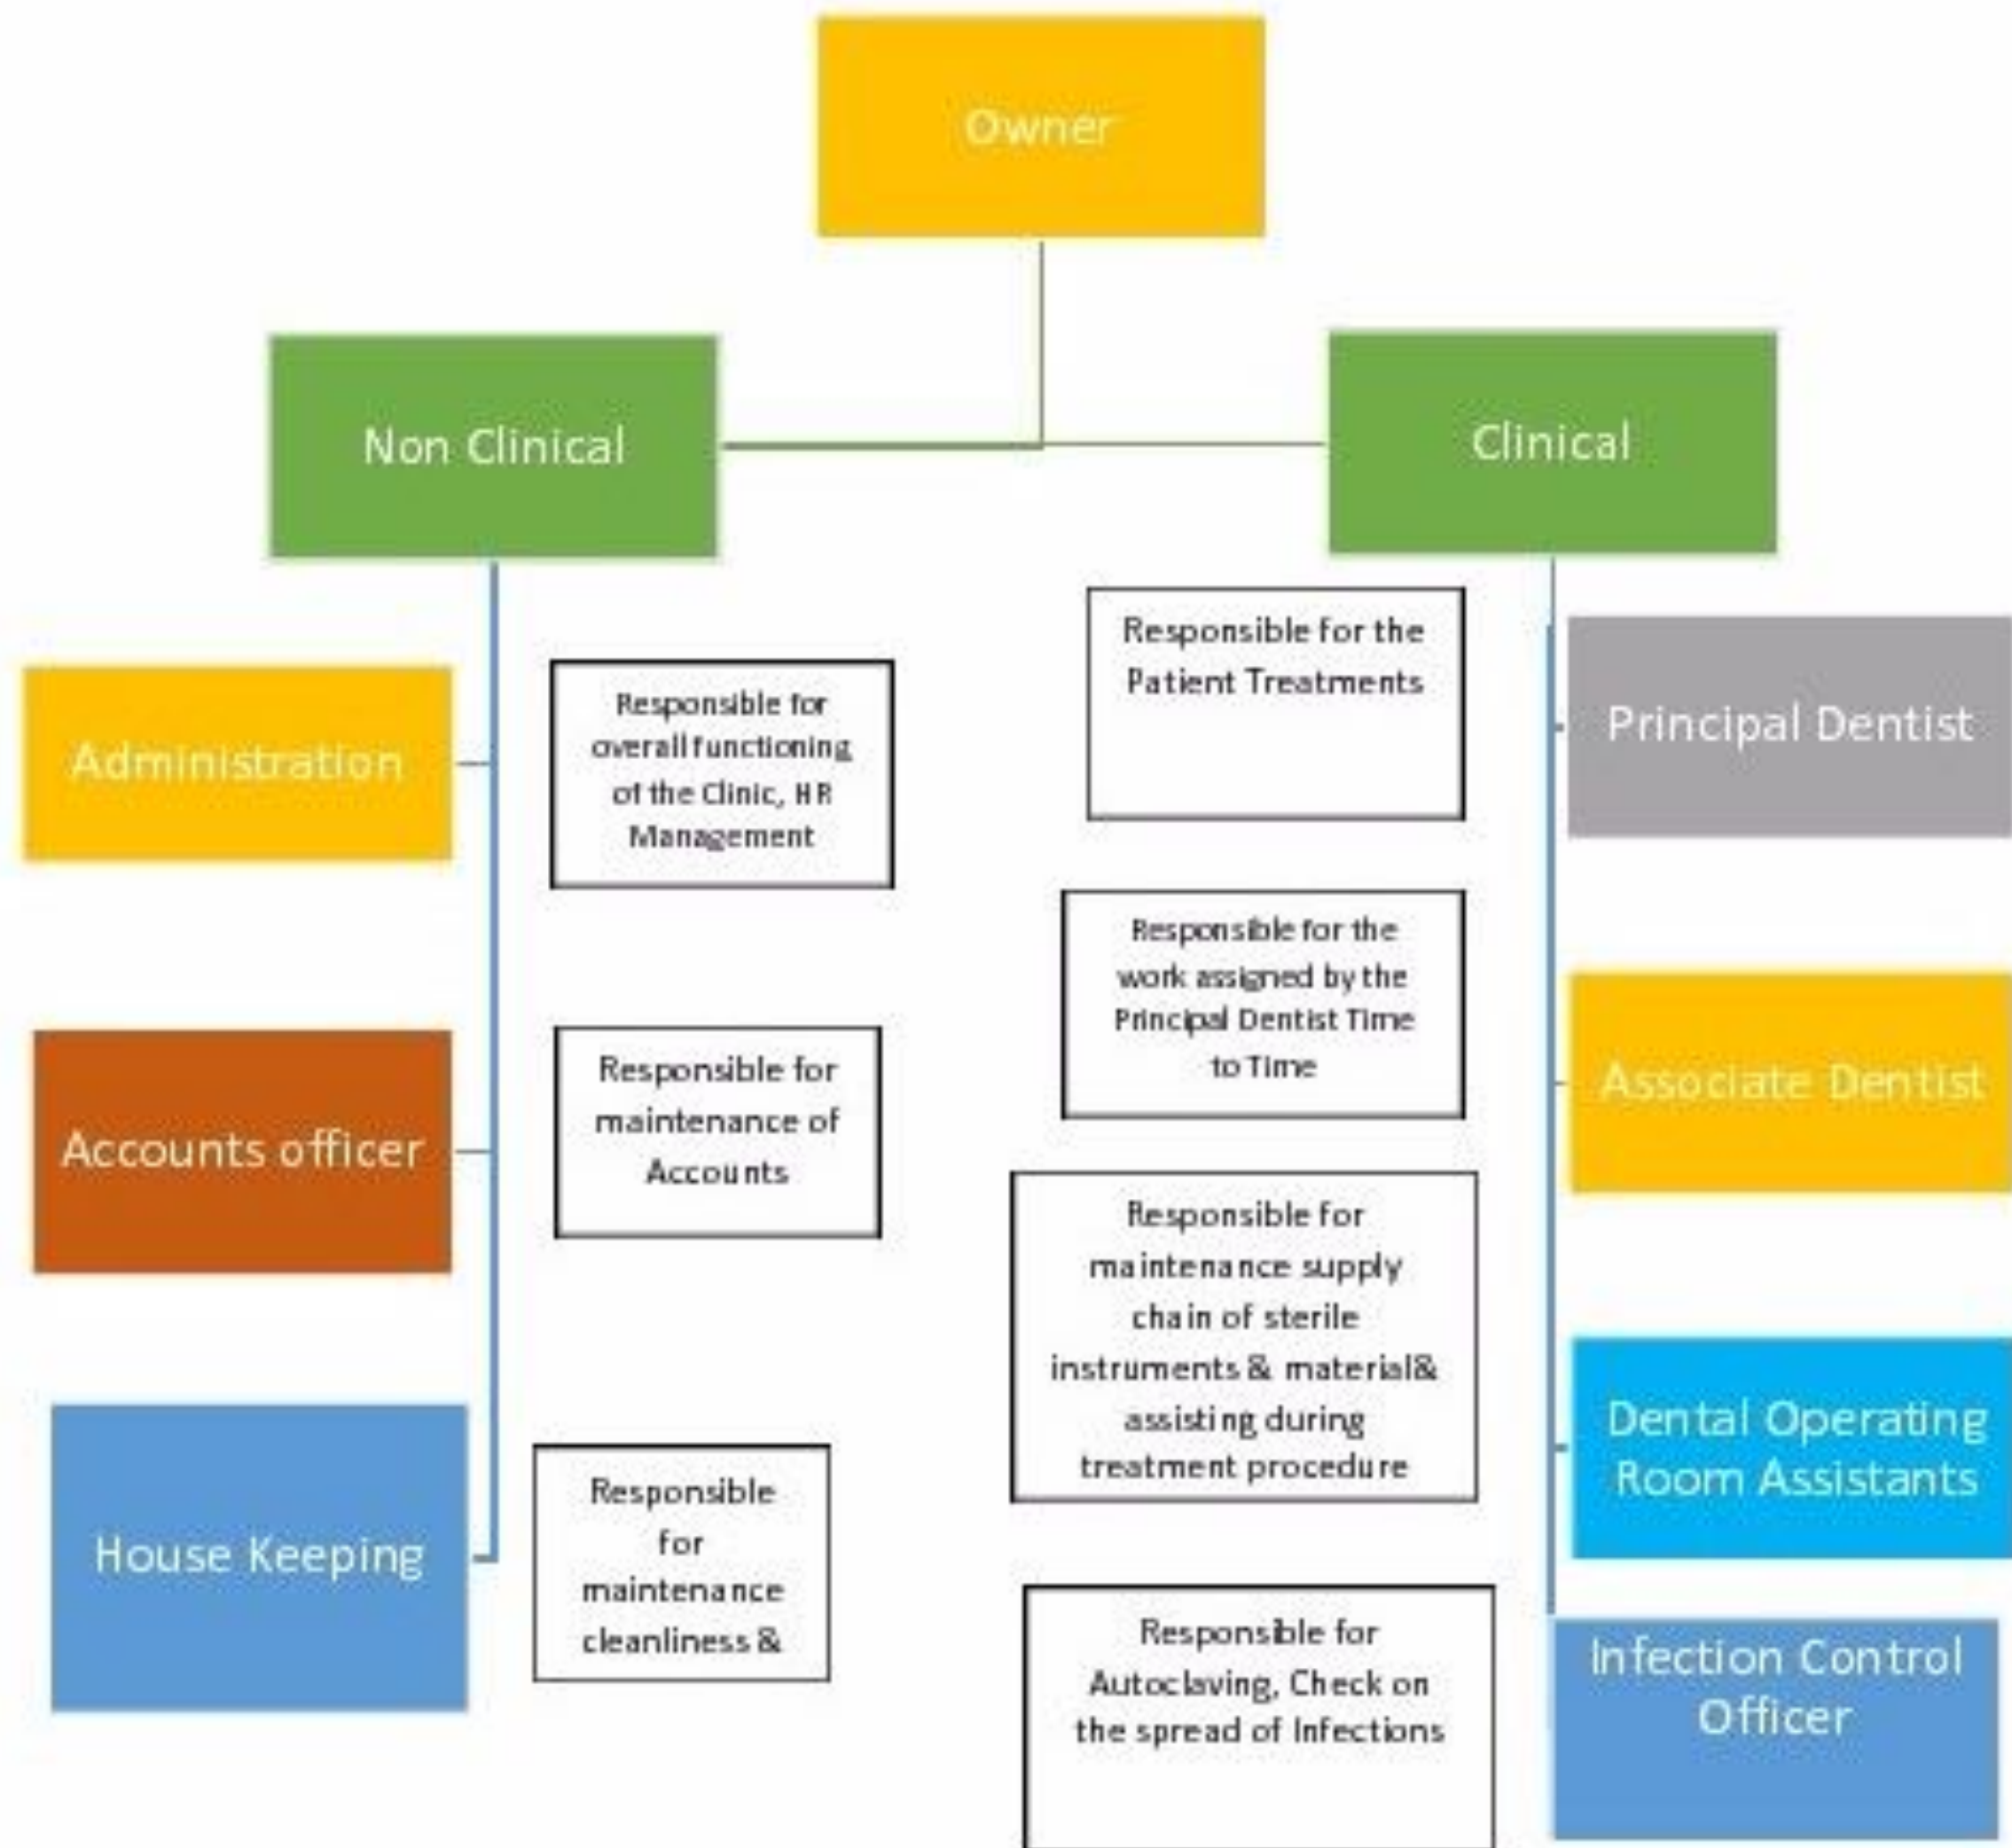 Owner
Non Clinical
Clinical
Administration
Responsible for
overall functioning
of the Clinic, HR
Management
Accounts officer
Responsible for
maintenance of
Accounts
House Keeping
Responsible
for
maintenance
cleanliness &
Responsible for the
Patient Treatments
Principal Dentist
Responsible for the
work assigned by the
Principal Dentist Time
to Time
Associate Dentist
Responsible for
maintenance supply
chain of sterile
instruments & material&
assisting during
treatment procedure
Dental Operating
Room Assistants
Responsible for
Autoclaving, Check on
the spread of Infections
Infection Control
Officer